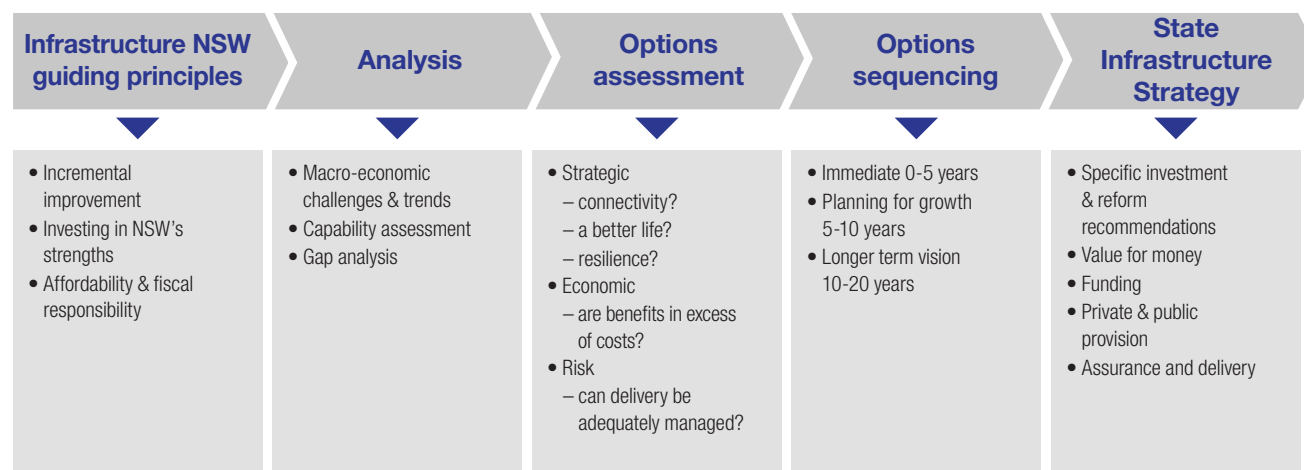 Infrastructure NSW
guiding principles
Analysis
Options
assessment
Options
sequencing
State
Infrastructure
Strategy
• Incremental
improvement
• Investing in NSW's
strengths
• Affordability & fiscal
responsibility
• Macro-economic
challenges & trends
• Capability assessment
• Gap analysis
• Strategic
– connectivity?
– a better life?
– resilience?
• Economic
– are benefits in excess
of costs?
• Risk
– can delivery be
adequately managed?
• Immediate 0-5 years
• Planning for growth
5-10 years
• Longer term vision
10-20 years
• Specific investment
& reform
recommendations
• Value for money
• Funding
• Private & public
provision
• Assurance and delivery